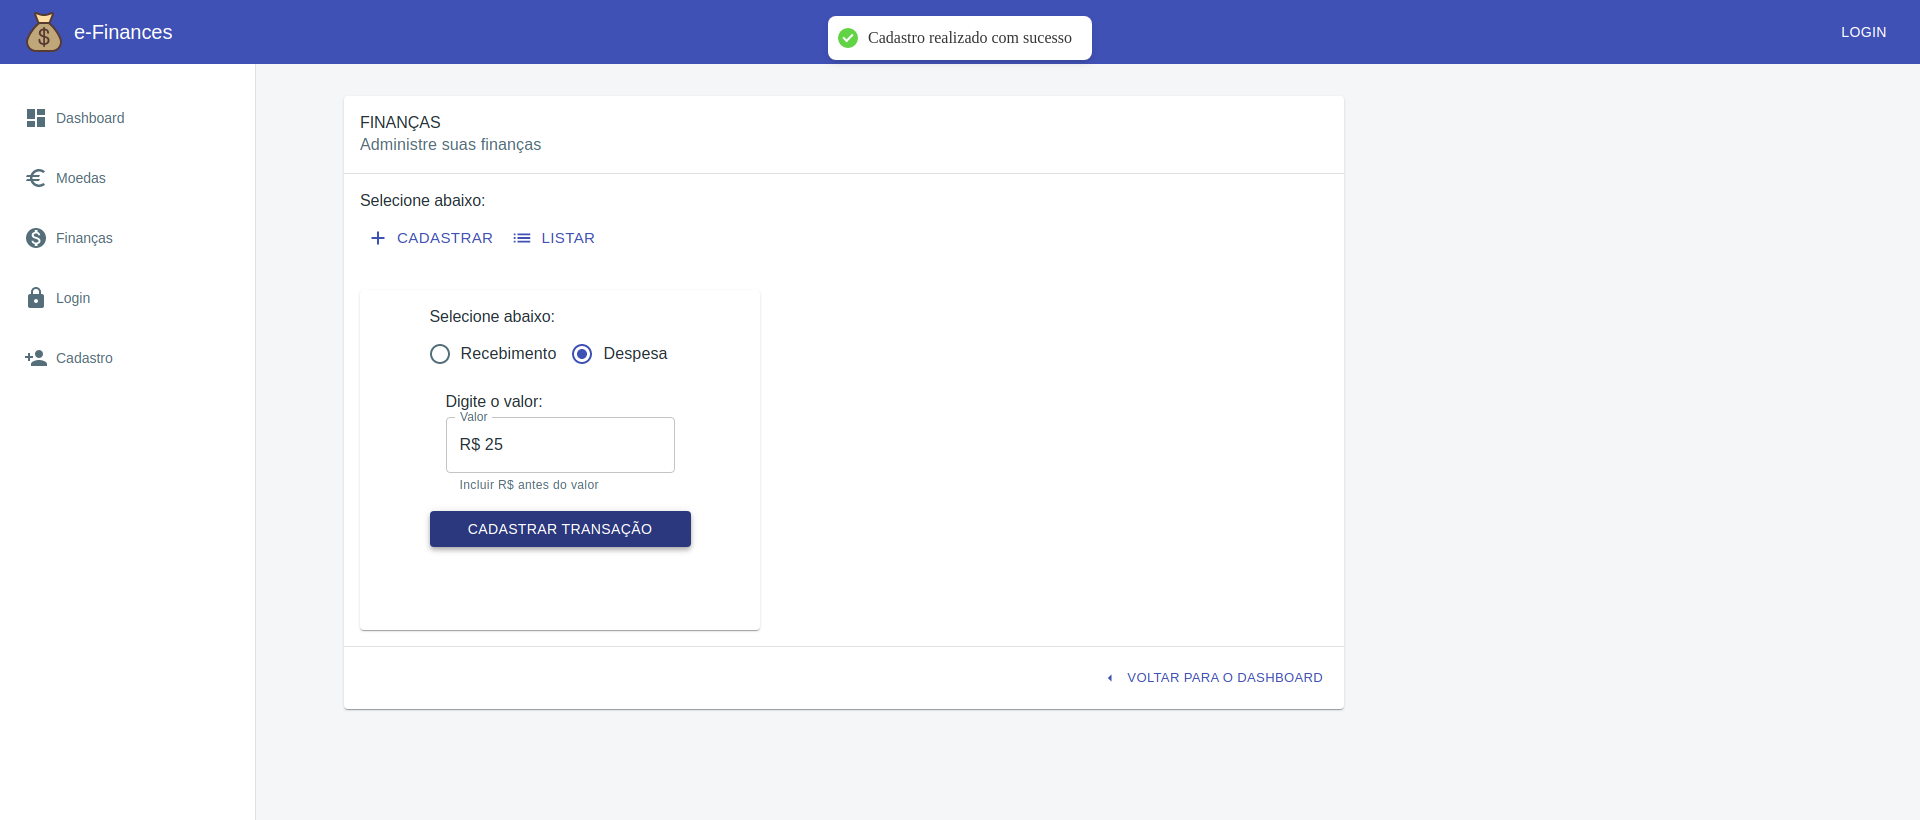 e-Finances
Cadastro realizado com sucesso
LOGIN
Dashboard
Moedas
Finanças
Login
Cadastro
FINANÇAS
Administre suas finanças
Selecione abaixo:
CADASTRAR LISTAR
Selecione abaixo:
Recebimento Despesa
Digite o valor:
Valor
R$ 25
Incluir R$ antes do valor
CADASTRAR TRANSAÇÃO
VOLTAR PARA O DASHBOARD